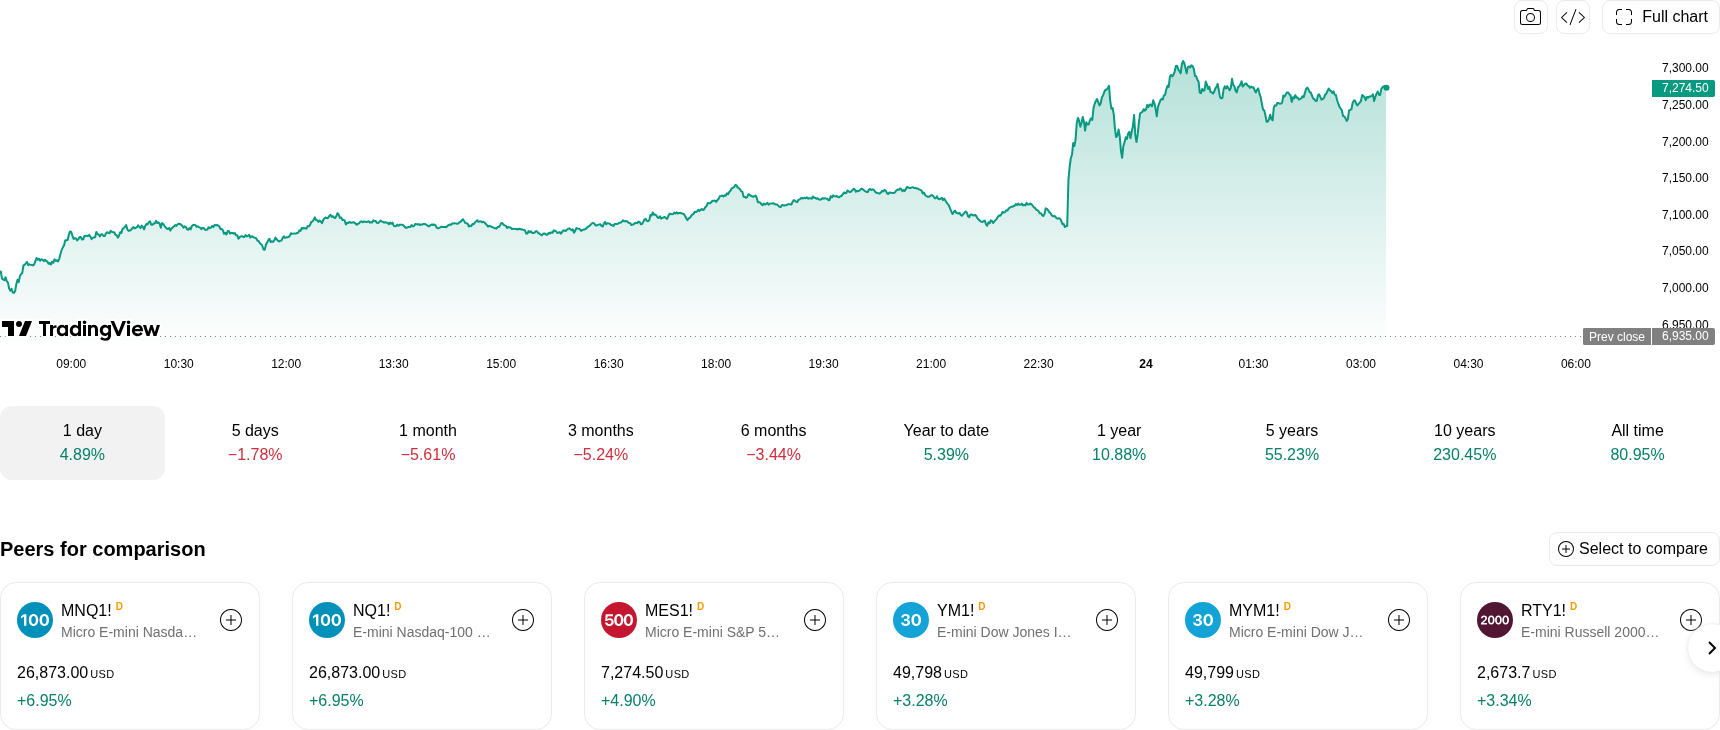 Full chart
7,300.00
7,274.50
7,250.00
7,200.00
7,150.00
7,100.00
7,050.00
7,000.00
6,950.00
Prev close 6,935.00
TradingView
09:00 10:30 12:00 13:30 15:00 16:30 18:00 19:30 21:00 22:30 24 01:30 03:00 04:30 06:00
1 day 5 days 1 month 3 months 6 months Year to date 1 year 5 years 10 years All time
4.89% −1.78% −5.61% −5.24% −3.44% 5.39% 10.88% 55.23% 230.45% 80.95%
Peers for comparison
Select to compare
100 MNQ1! D
Micro E-mini Nasda…
26,873.00 USD
+6.95%
100 NQ1! D
E-mini Nasdaq-100 …
26,873.00 USD
+6.95%
500 MES1! D
Micro E-mini S&P 5…
7,274.50 USD
+4.90%
30 YM1! D
E-mini Dow Jones I…
49,798 USD
+3.28%
30 MYM1! D
Micro E-mini Dow J…
49,799 USD
+3.28%
2000 RTY1! D
E-mini Russell 2000…
2,673.7 USD
+3.34%